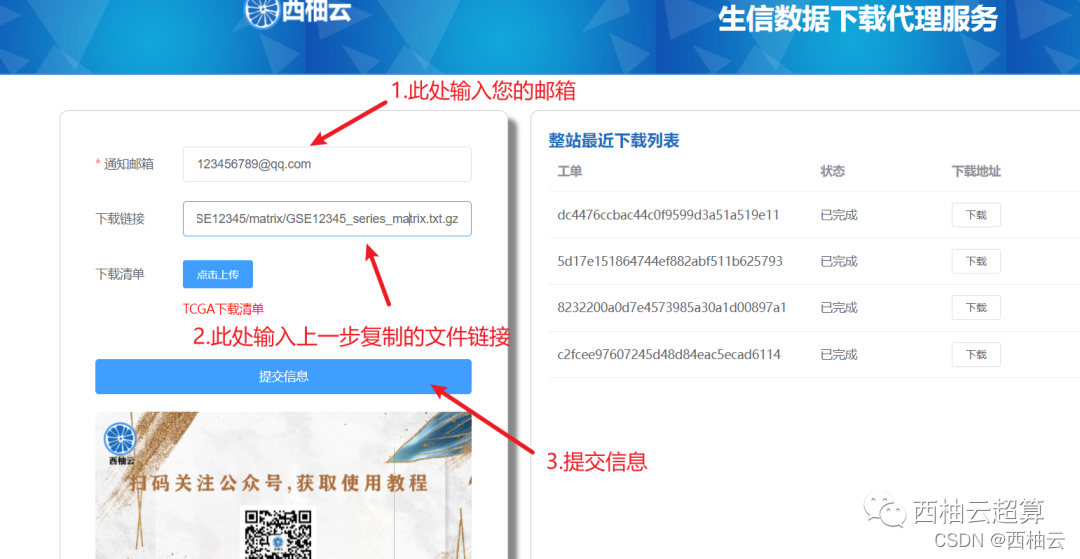 西柚云
生信数据下载代理服务
1.此处输入您的邮箱
* 通知邮箱
123456789@qq.com
下载链接
SE12345/matrix/GSE12345_series_matrix.txt.gz
下载清单
点击上传
TCGA下载清单
2.此处输入上一步复制的文件链接
提交信息
西柚云
扫码关注公众号,获取使用教程
整站最近下载列表
工单 状态 下载地址
dc4476ccbac44c0f9599d3a51a519e11 已完成 下载
5d17e151864744ef882abf511b625793 已完成 下载
8232200a0d7e4573985a30a1d00897a1 已完成 下载
c2fcee97607245d48d84eac5ecad6114 已完成 下载
3.提交信息
西柚云超算
CSDN @西柚云